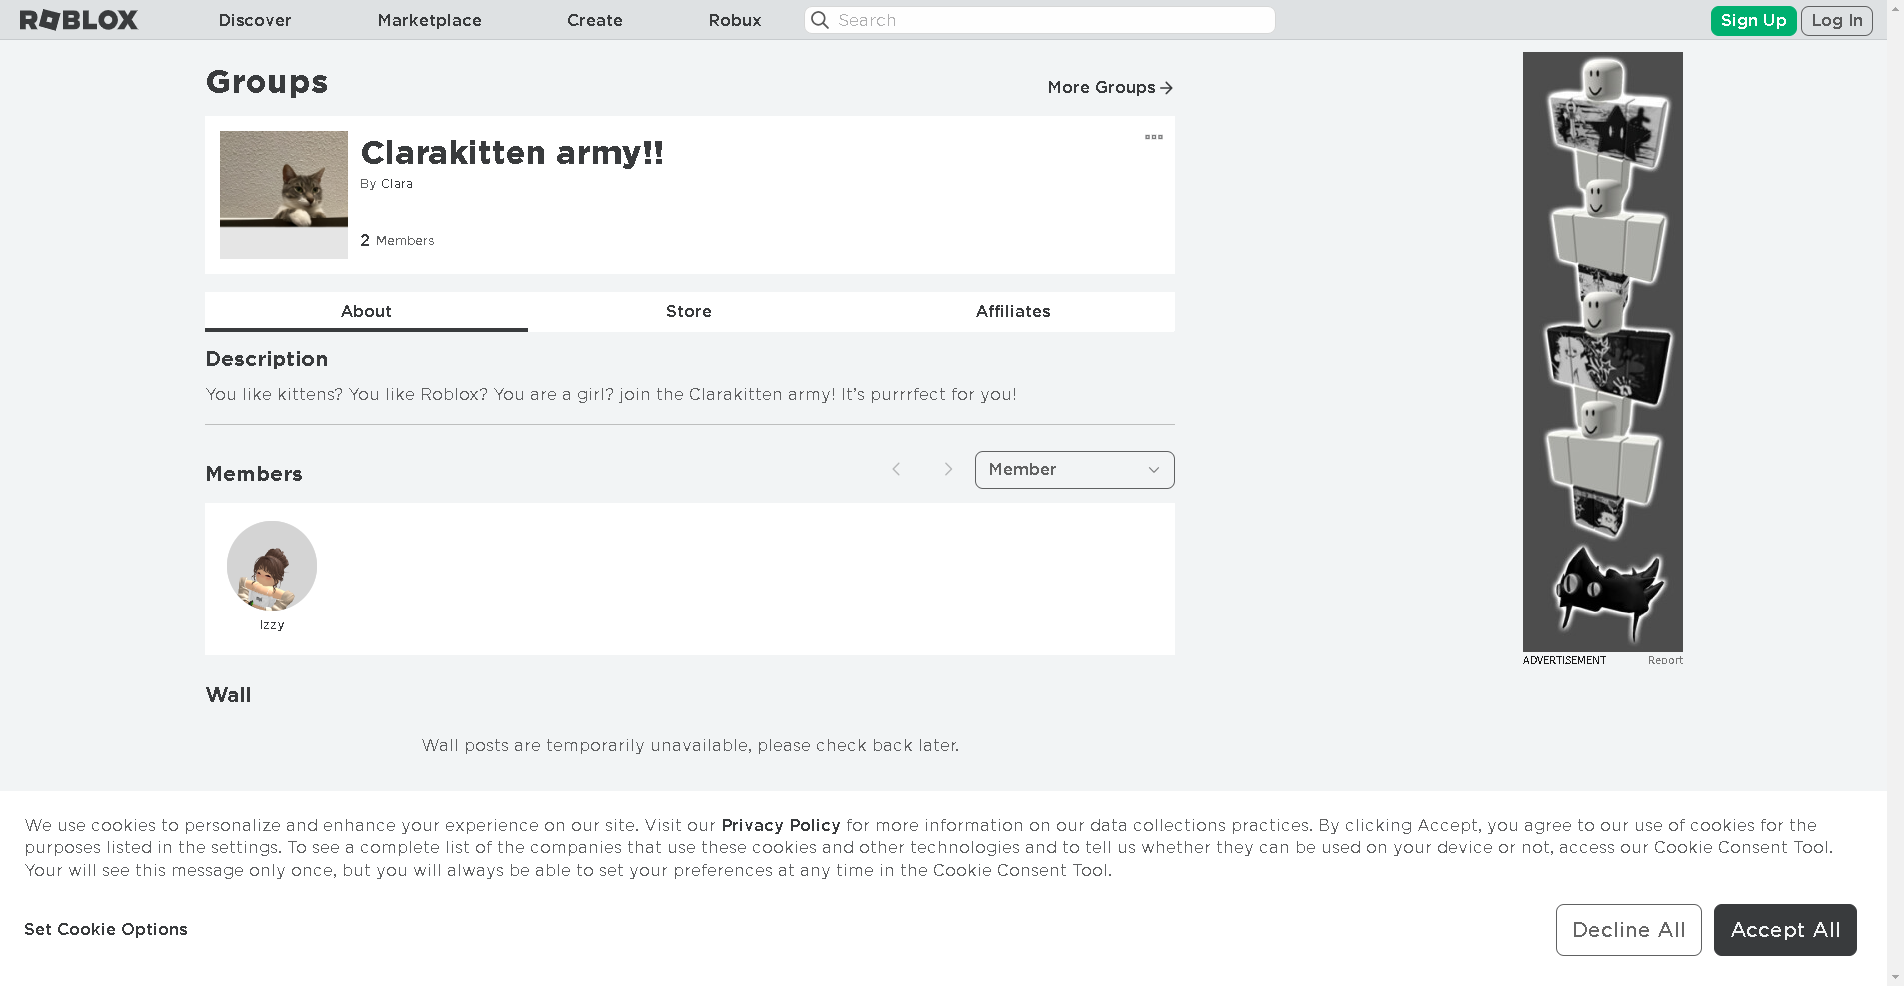 ROBLOX
Discover
Marketplace
Create
Robux
Search
Sign Up
Log In
Groups
More Groups
Clarakitten army!!
By Clara
2 Members
About
Store
Affiliates
Description
You like kittens? You like Roblox? You are a girl? join the Clarakitten army! It’s purrrfect for you!
Members
Member
Izzy
ADVERTISEMENT
Report
Wall
Wall posts are temporarily unavailable, please check back later.
We use cookies to personalize and enhance your experience on our site. Visit our Privacy Policy for more information on our data collections practices. By clicking Accept, you agree to our use of cookies for the
purposes listed in the settings. To see a complete list of the companies that use these cookies and other technologies and to tell us whether they can be used on your device or not, access our Cookie Consent Tool.
Your will see this message only once, but you will always be able to set your preferences at any time in the Cookie Consent Tool.
Set Cookie Options
Decline All
Accept All